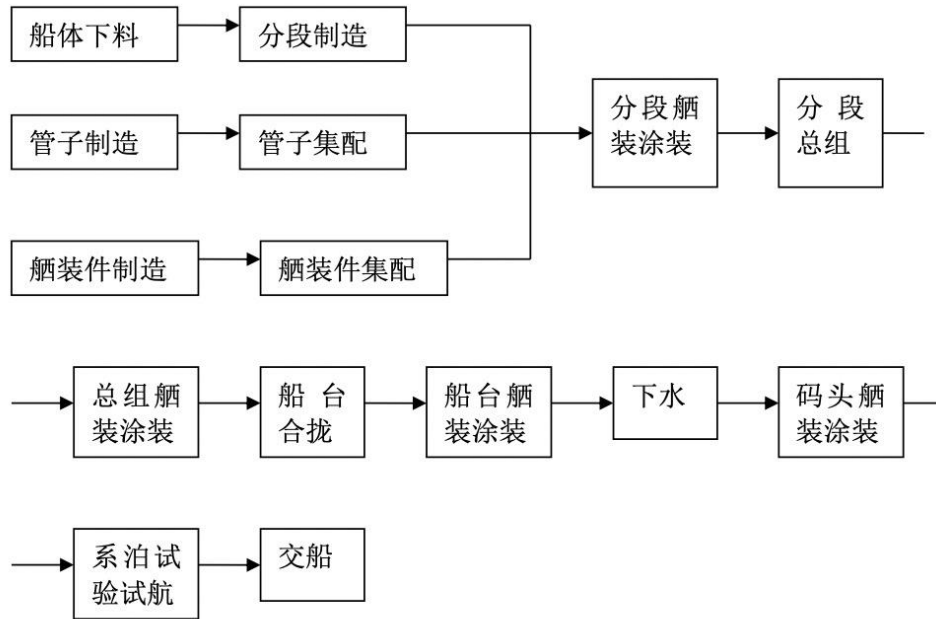 船体下料
分段制造
管子制造
管子集配
分段舾
装涂装
分 段
总组
舾装件制造
舾装件集配
总组舾
装涂装
船 台
合拢
船台舾
装涂装
下水
码头舾
装涂装
系泊试
验试航
交船